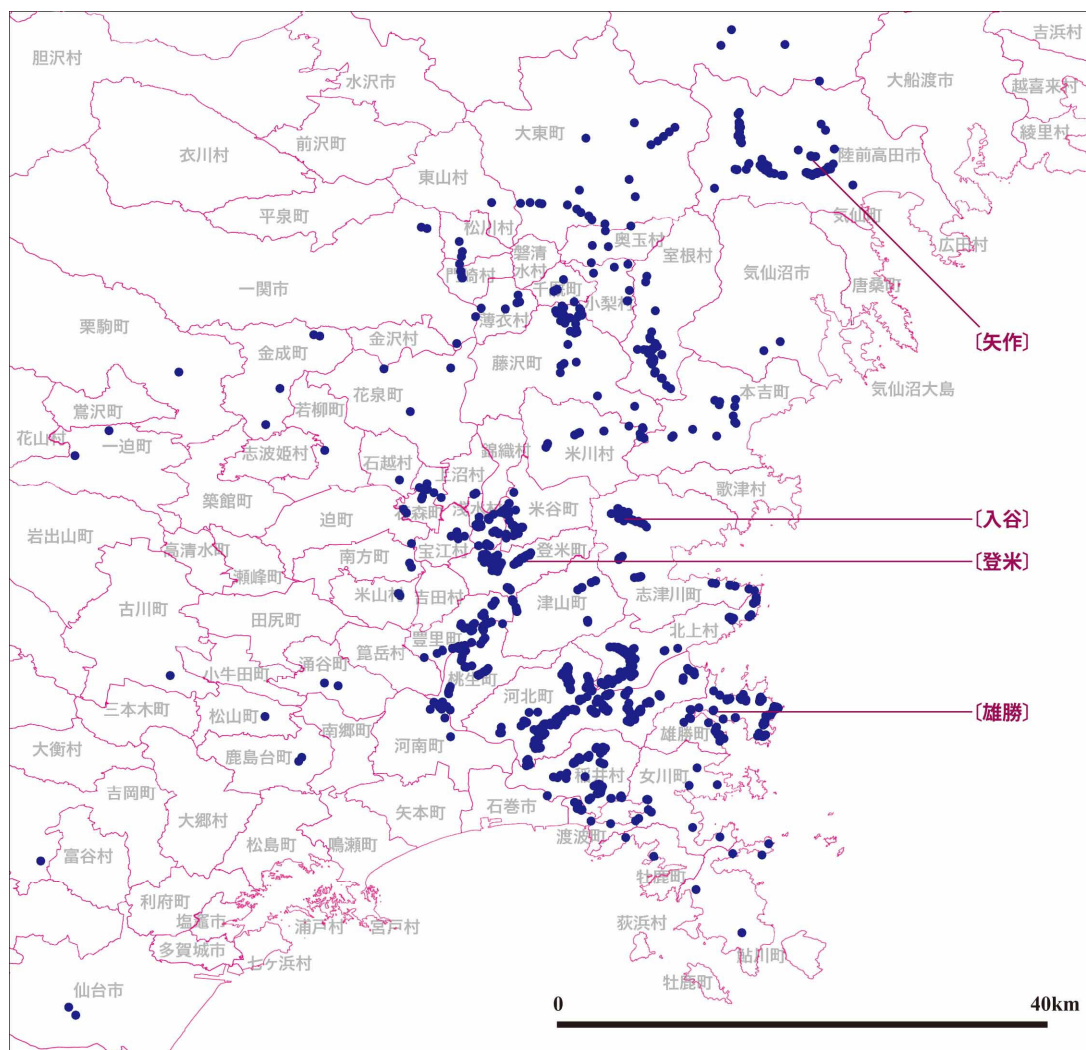 吉浜村
胆沢村
水沢市
大船渡市
越喜来村
綾里村
大東町
前沢町
衣川村
陸前高田市
東山村
平泉町
松川村
気仙町
奥玉村
広田村
磐清
水村
室根村
門崎村
気仙沼市
唐桑町
千厩町
一関市
小梨村
薄衣村
栗駒町
金沢村
〔矢作〕
金成町
藤沢町
本吉町
気仙沼大島
花泉町
若柳町
鶯沢町
花山村
一迫町
志波姫村
錦織村
米川村
石越村
上沼村
歌津村
築館町
迫町
浅水村
米谷町
〔入谷〕
岩出山町
高清水町
南方町
宝江村
登米町
〔登米〕
瀬峰町
米山村
吉田村
津山町
志津川町
古川町
田尻町
豊里町
北上村
箟岳村
涌谷町
小牛田町
桃生町
河北町
三本木町
松山町
南郷町
〔雄勝〕
大衡村
鹿島台町
河南町
雄勝町
稲井村
女川町
吉岡町
大郷村
矢本町
石巻市
松島町
鳴瀬町
渡波町
富谷村
牡鹿町
利府町
塩竈市
浦戸村
宮戸村
荻浜村
多賀城市
七ヶ浜村
鮎川町
仙台市
牡鹿町
0
40km